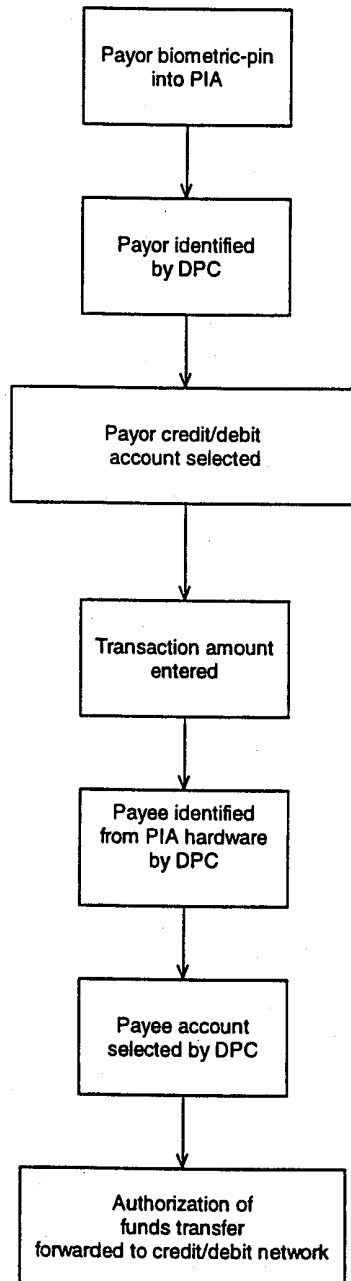 Payor biometric-pin
into PIA
Payor identified
by DPC
Payor credit/debit
account selected
Transaction amount
entered
Payee identified
from PIA hardware
by DPC
Payee account
selected by DPC
Authorization of
funds transfer
forwarded to credit/debit network